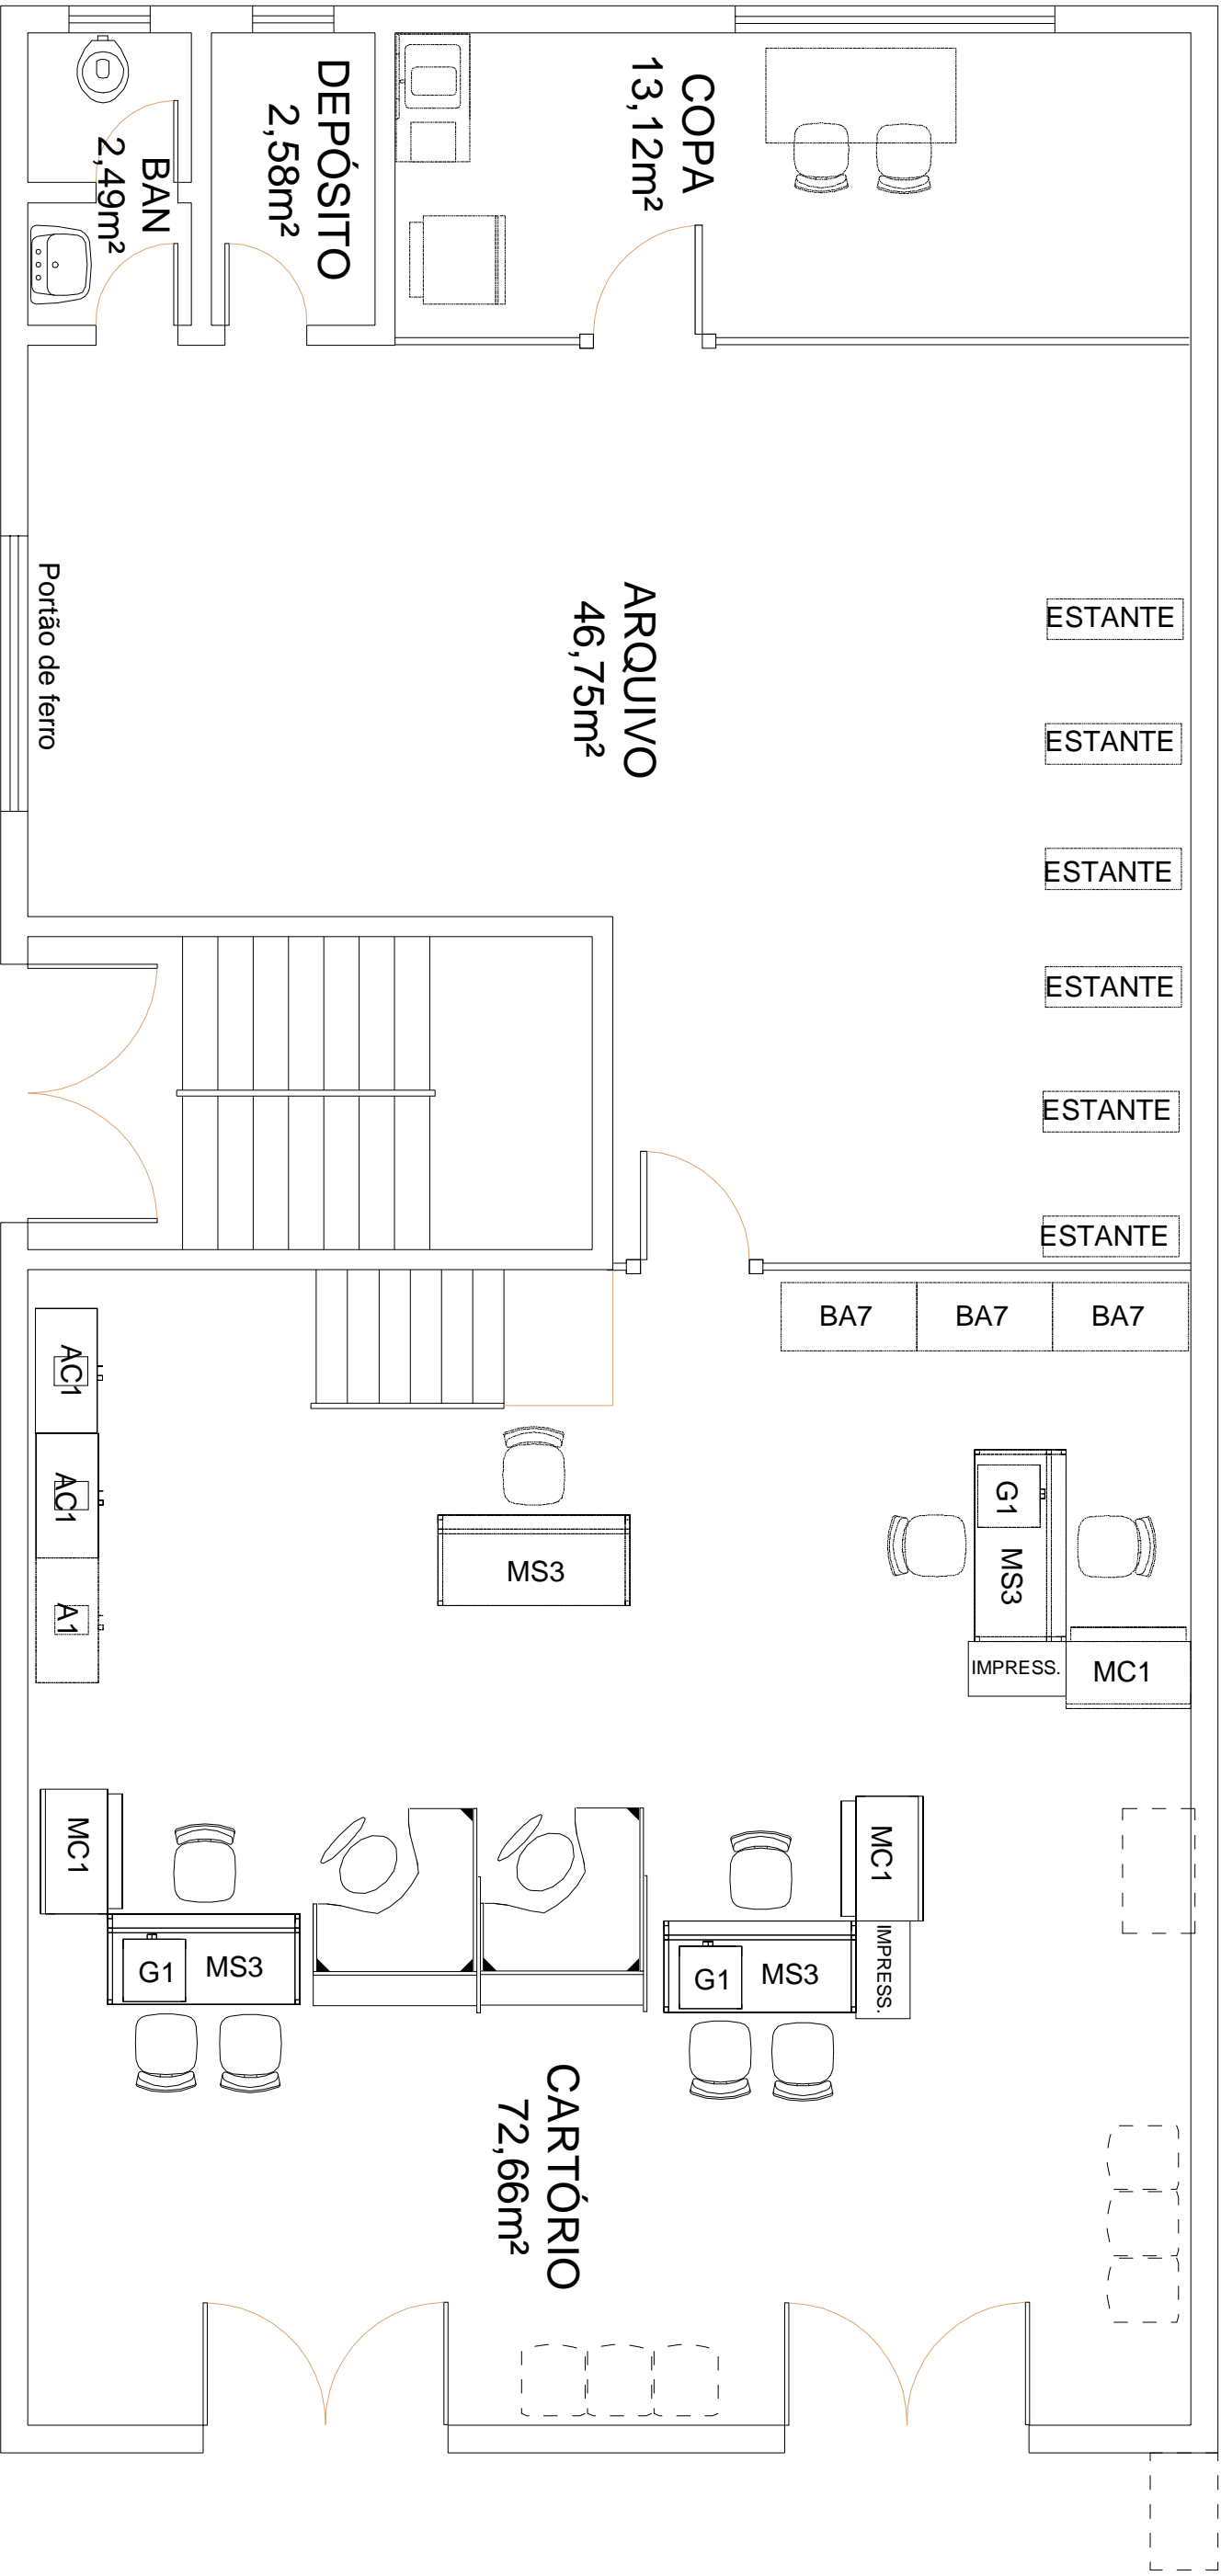 DEPÓSITO
2,58m²
BAN
2,49m²
COPA
13,12m²
Portão de ferro
ARQUIVO
46,75m²
ESTANTE
ESTANTE
ESTANTE
ESTANTE
ESTANTE
ESTANTE
BA7
BA7
BA7
AC1
AC1
A1
MS3
G1
MS3
IMPRESS.
MC1
MC1
G1
MS3
MC1
IMPRESS.
G1
MS3
CARTÓRIO
72,66m²